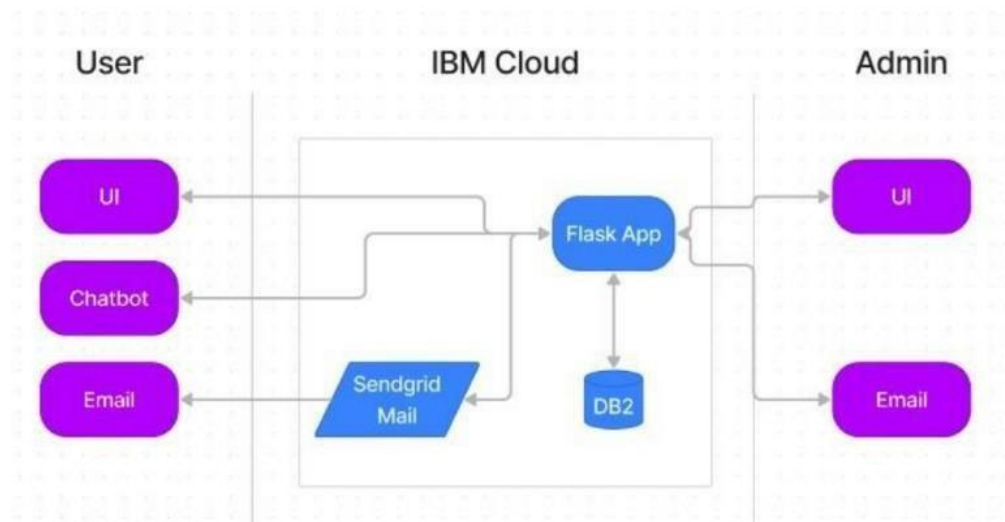 User
IBM Cloud
Admin
UI
Flask App
UI
Chatbot
Email
Sendgrid
Mail
DB2
Email